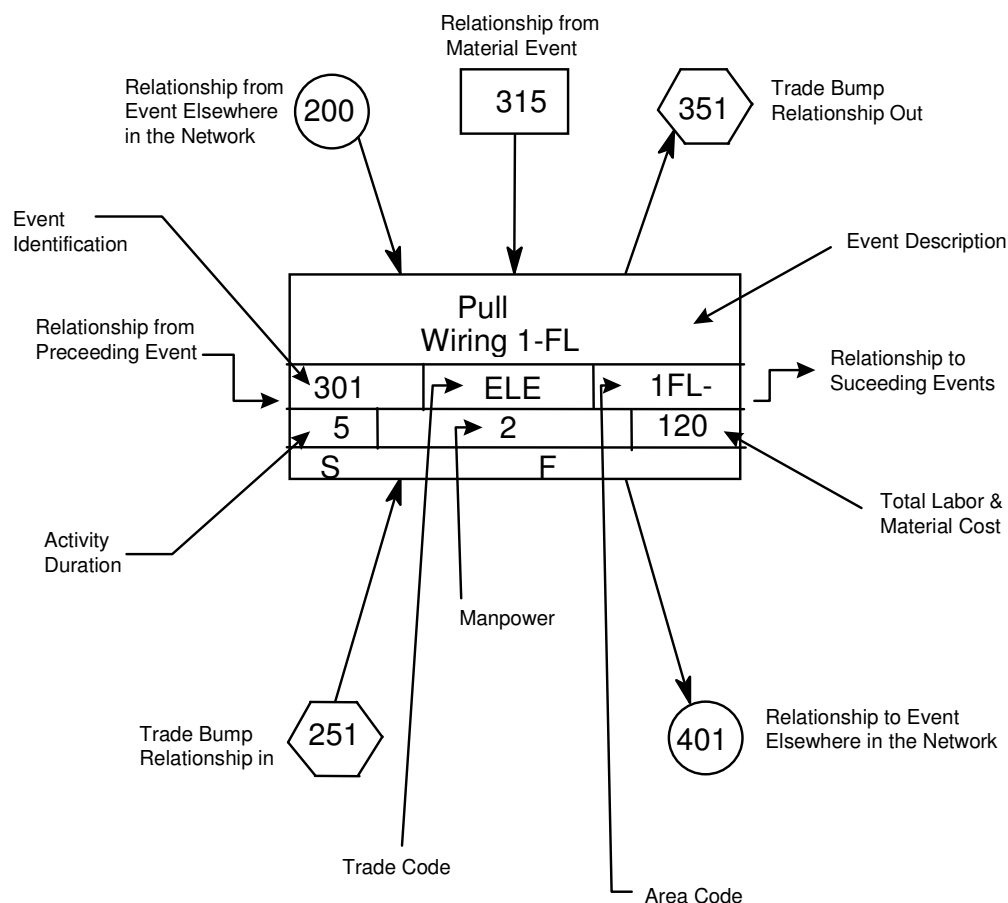 Relationship from
Material Event
Relationship from
Event Elsewhere
in the Network
200
315
351
Trade Bump
Relationship Out
Event
Identification
Event Description
Pull
Wiring 1-FL
Relationship from
Preceeding Event
301
ELE
1FL-
Relationship to
Suceeding Events
5
2
120
S
F
Activity
Duration
Total Labor &
Material Cost
Manpower
Trade Bump
Relationship in
251
401
Relationship to Event
Elsewhere in the Network
Trade Code
Area Code